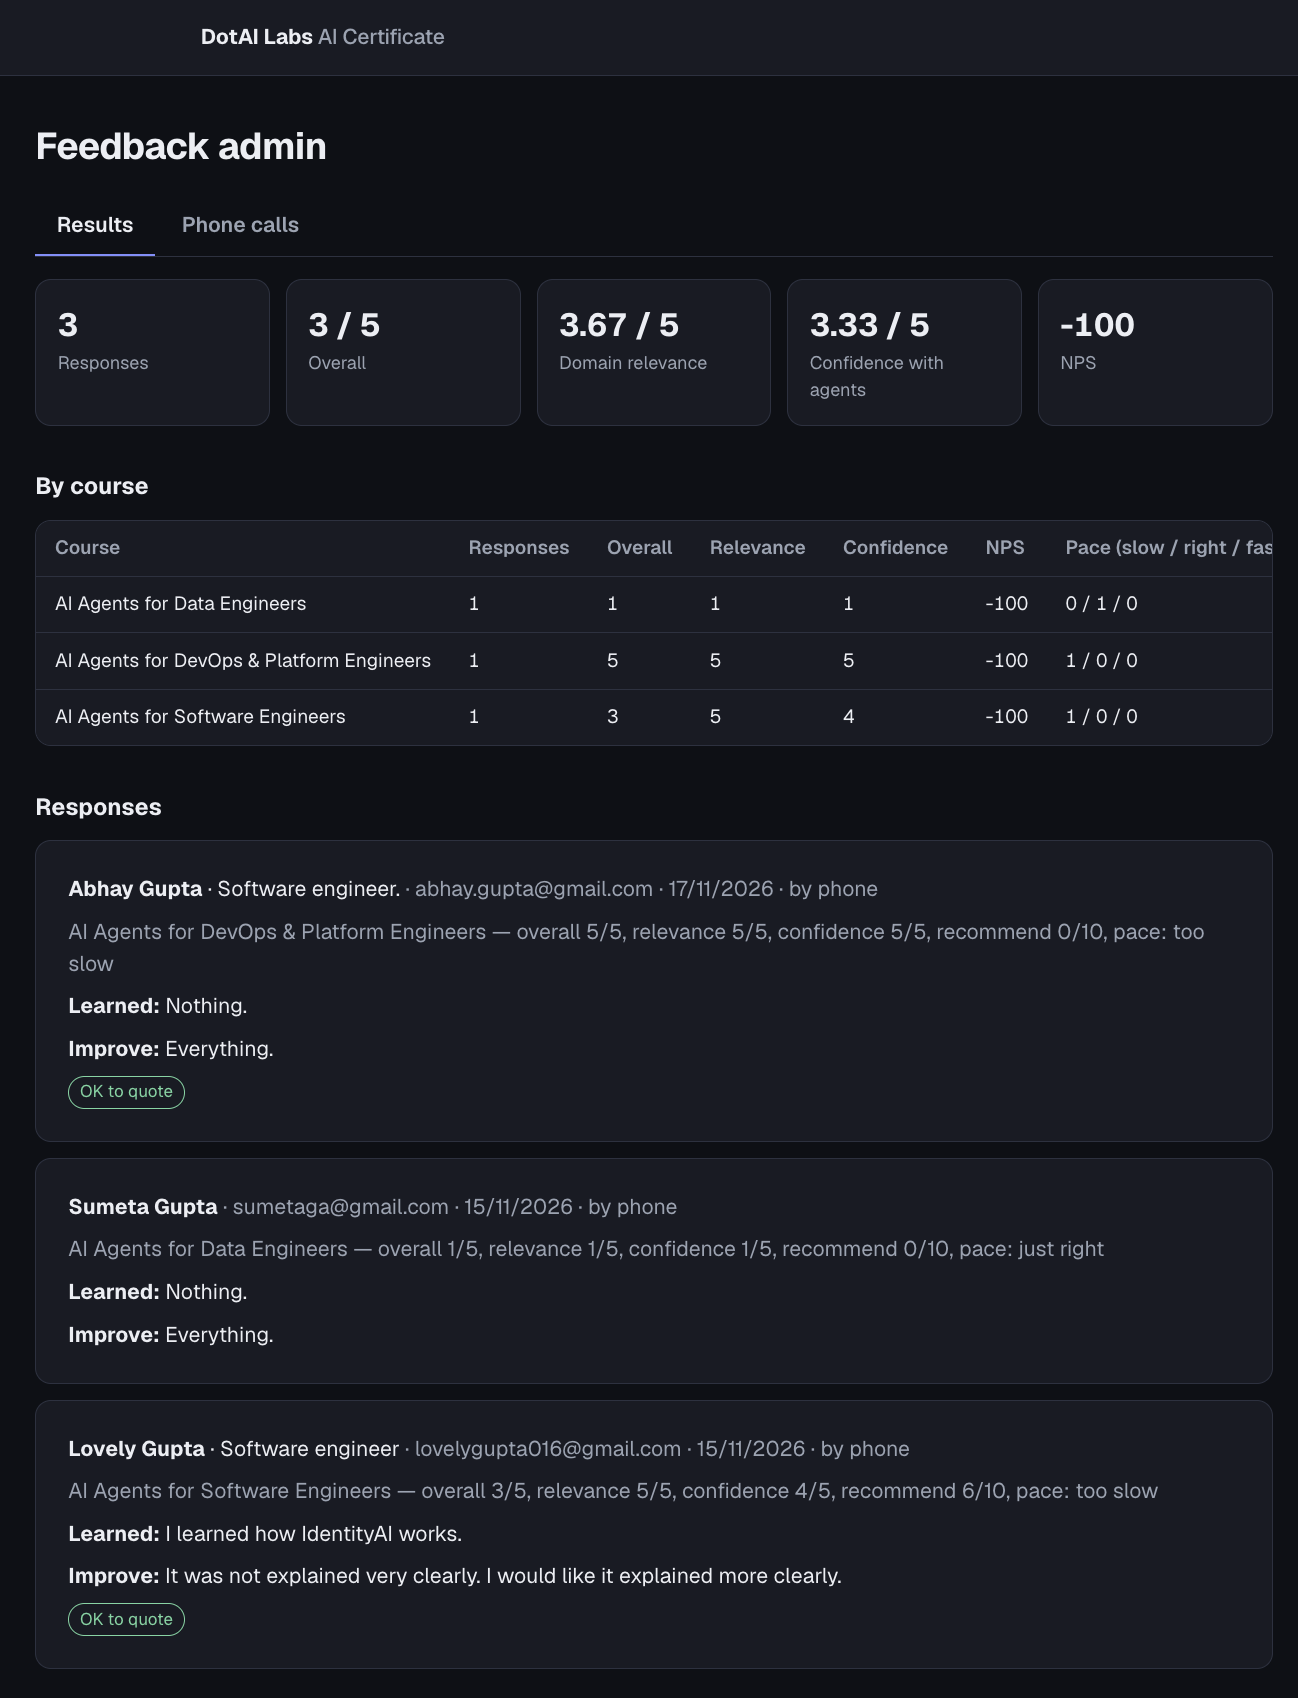 DotAI Labs AI Certificate
Feedback admin
Results Phone calls
3
Responses
3 / 5
Overall
3.67 / 5
Domain relevance
3.33 / 5
Confidence with
agents
-100
NPS
By course
Course Responses Overall Relevance Confidence NPS Pace (slow / right / fas
AI Agents for Data Engineers 1 1 1 1 -100 0 / 1 / 0
AI Agents for DevOps & Platform Engineers 1 5 5 5 -100 1 / 0 / 0
AI Agents for Software Engineers 1 3 5 4 -100 1 / 0 / 0
Responses
Abhay Gupta · Software engineer. · abhay.gupta@gmail.com · 17/11/2026 · by phone
AI Agents for DevOps & Platform Engineers — overall 5/5, relevance 5/5, confidence 5/5, recommend 0/10, pace: too
slow
Learned: Nothing.
Improve: Everything.
OK to quote
Sumeta Gupta · sumetaga@gmail.com · 15/11/2026 · by phone
AI Agents for Data Engineers — overall 1/5, relevance 1/5, confidence 1/5, recommend 0/10, pace: just right
Learned: Nothing.
Improve: Everything.
Lovely Gupta · Software engineer · lovelygupta016@gmail.com · 15/11/2026 · by phone
AI Agents for Software Engineers — overall 3/5, relevance 5/5, confidence 4/5, recommend 6/10, pace: too slow
Learned: I learned how IdentityAI works.
Improve: It was not explained very clearly. I would like it explained more clearly.
OK to quote